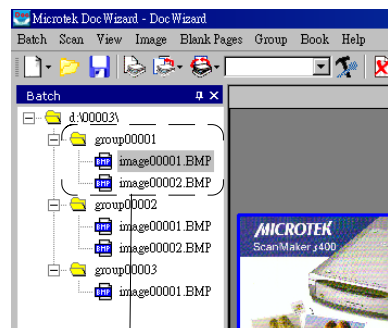 Microtek DocWizard - DocWizard
Batch Scan View Image Blank Pages Group Book Help
Batch
d:\00003\
group00001
image00001.BMP
image00002.BMP
group00002
image00001.BMP
image00002.BMP
group00003
image00001.BMP
MICROTEK
ScanMaker s400